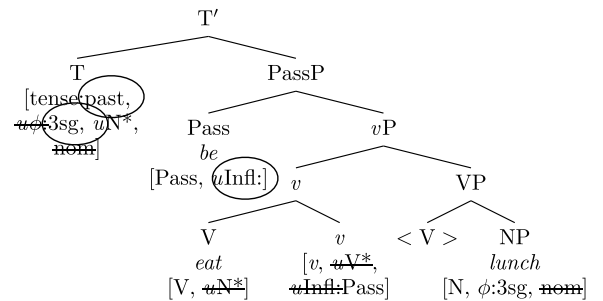 T′
T PassP
[tense:past,
uϕ:3sg, uN*, Pass vP
nom] be
[Pass, uInfl:] v VP
V v < V > NP
eat [v, uV*, lunch
[V, uN*] uInfl:Pass] [N, ϕ:3sg, nom]